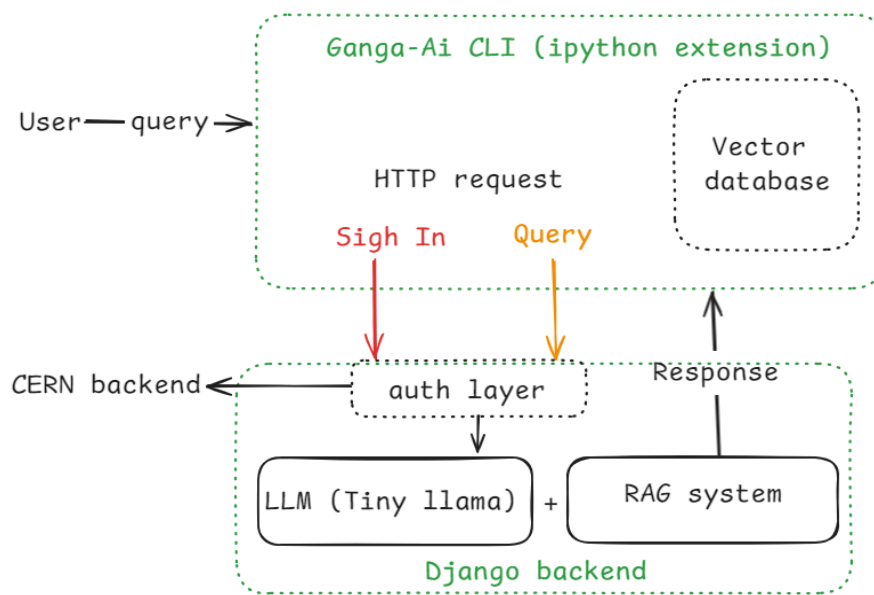 Ganga-Ai CLI (ipython extension)
User query
Vector
database
HTTP request
Sigh In
Query
CERN backend
auth layer
Response
LLM (Tiny llama)
+
RAG system
Django backend